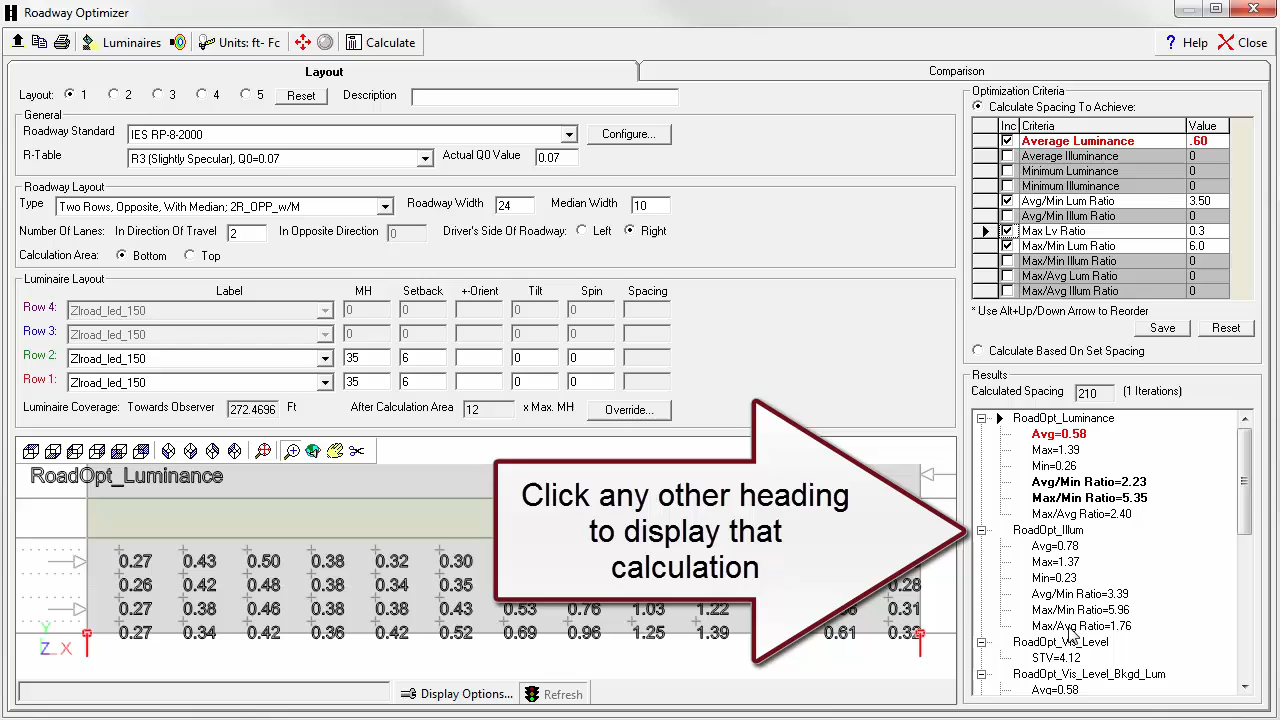 Roadway Optimizer
Luminaires
Units: ft- Fc
Calculate
? Help
Close
Layout
Comparison
Layout: 1 2 3 4 5 Reset Description
General
Roadway Standard IES RP-8-2000 Configure...
R-Table R3 (Slightly Specular), Q0=0.07 Actual Q0 Value 0.07
Roadway Layout
Type Two Rows, Opposite, With Median; 2R_OPP_w/M Roadway Width 24 Median Width 10
Number Of Lanes: In Direction Of Travel 2 In Opposite Direction 0 Driver's Side Of Roadway: Left Right
Calculation Area: Bottom Top
Luminaire Layout
Label MH Setback +-Orient Tilt Spin Spacing
Row 4: Zlroad_led_150 0 0 0 0
Row 3: Zlroad_led_150 0 0 0 0
Row 2: Zlroad_led_150 35 6 0 0
Row 1: Zlroad_led_150 35 6 0 0
Luminaire Coverage: Towards Observer 272.4696 Ft After Calculation Area 12 x Max. MH Override...
RoadOpt_Luminance
0.27 0.43 0.50 0.38 0.32 0.30
0.26 0.42 0.48 0.38 0.34 0.35 0.28
0.27 0.38 0.46 0.38 0.38 0.43 0.53 0.76 1.03 1.22 0.31
0.27 0.34 0.42 0.38 0.42 0.52 0.69 0.96 1.25 1.39 0.61 0.32
Y
Z X
Click any other heading
to display that
calculation
Display Options... Refresh
Optimization Criteria
Calculate Spacing To Achieve:
Inc Criteria Value
Average Luminance .60
Average Illuminance 0
Minimum Luminance 0
Minimum Illuminance 0
Avg/Min Lum Ratio 3.50
Avg/Min Illum Ratio 0
Max Lv Ratio 0.3
Max/Min Lum Ratio 6.0
Max/Min Illum Ratio 0
Max/Avg Lum Ratio 0
Max/Avg Illum Ratio 0
* Use Alt+Up/Down Arrow to Reorder
Save Reset
Calculate Based On Set Spacing
Results
Calculated Spacing 210 (1 Iterations)
RoadOpt_Luminance
Avg=0.58
Max=1.39
Min=0.26
Avg/Min Ratio=2.23
Max/Min Ratio=5.35
Max/Avg Ratio=2.40
RoadOpt_Illum
Avg=0.78
Max=1.37
Min=0.23
Avg/Min Ratio=3.39
Max/Min Ratio=5.96
Max/Avg Ratio=1.76
RoadOpt_Vis_Level
STV=4.12
RoadOpt_Vis_Level_Bkgd_Lum
Avg=0.58